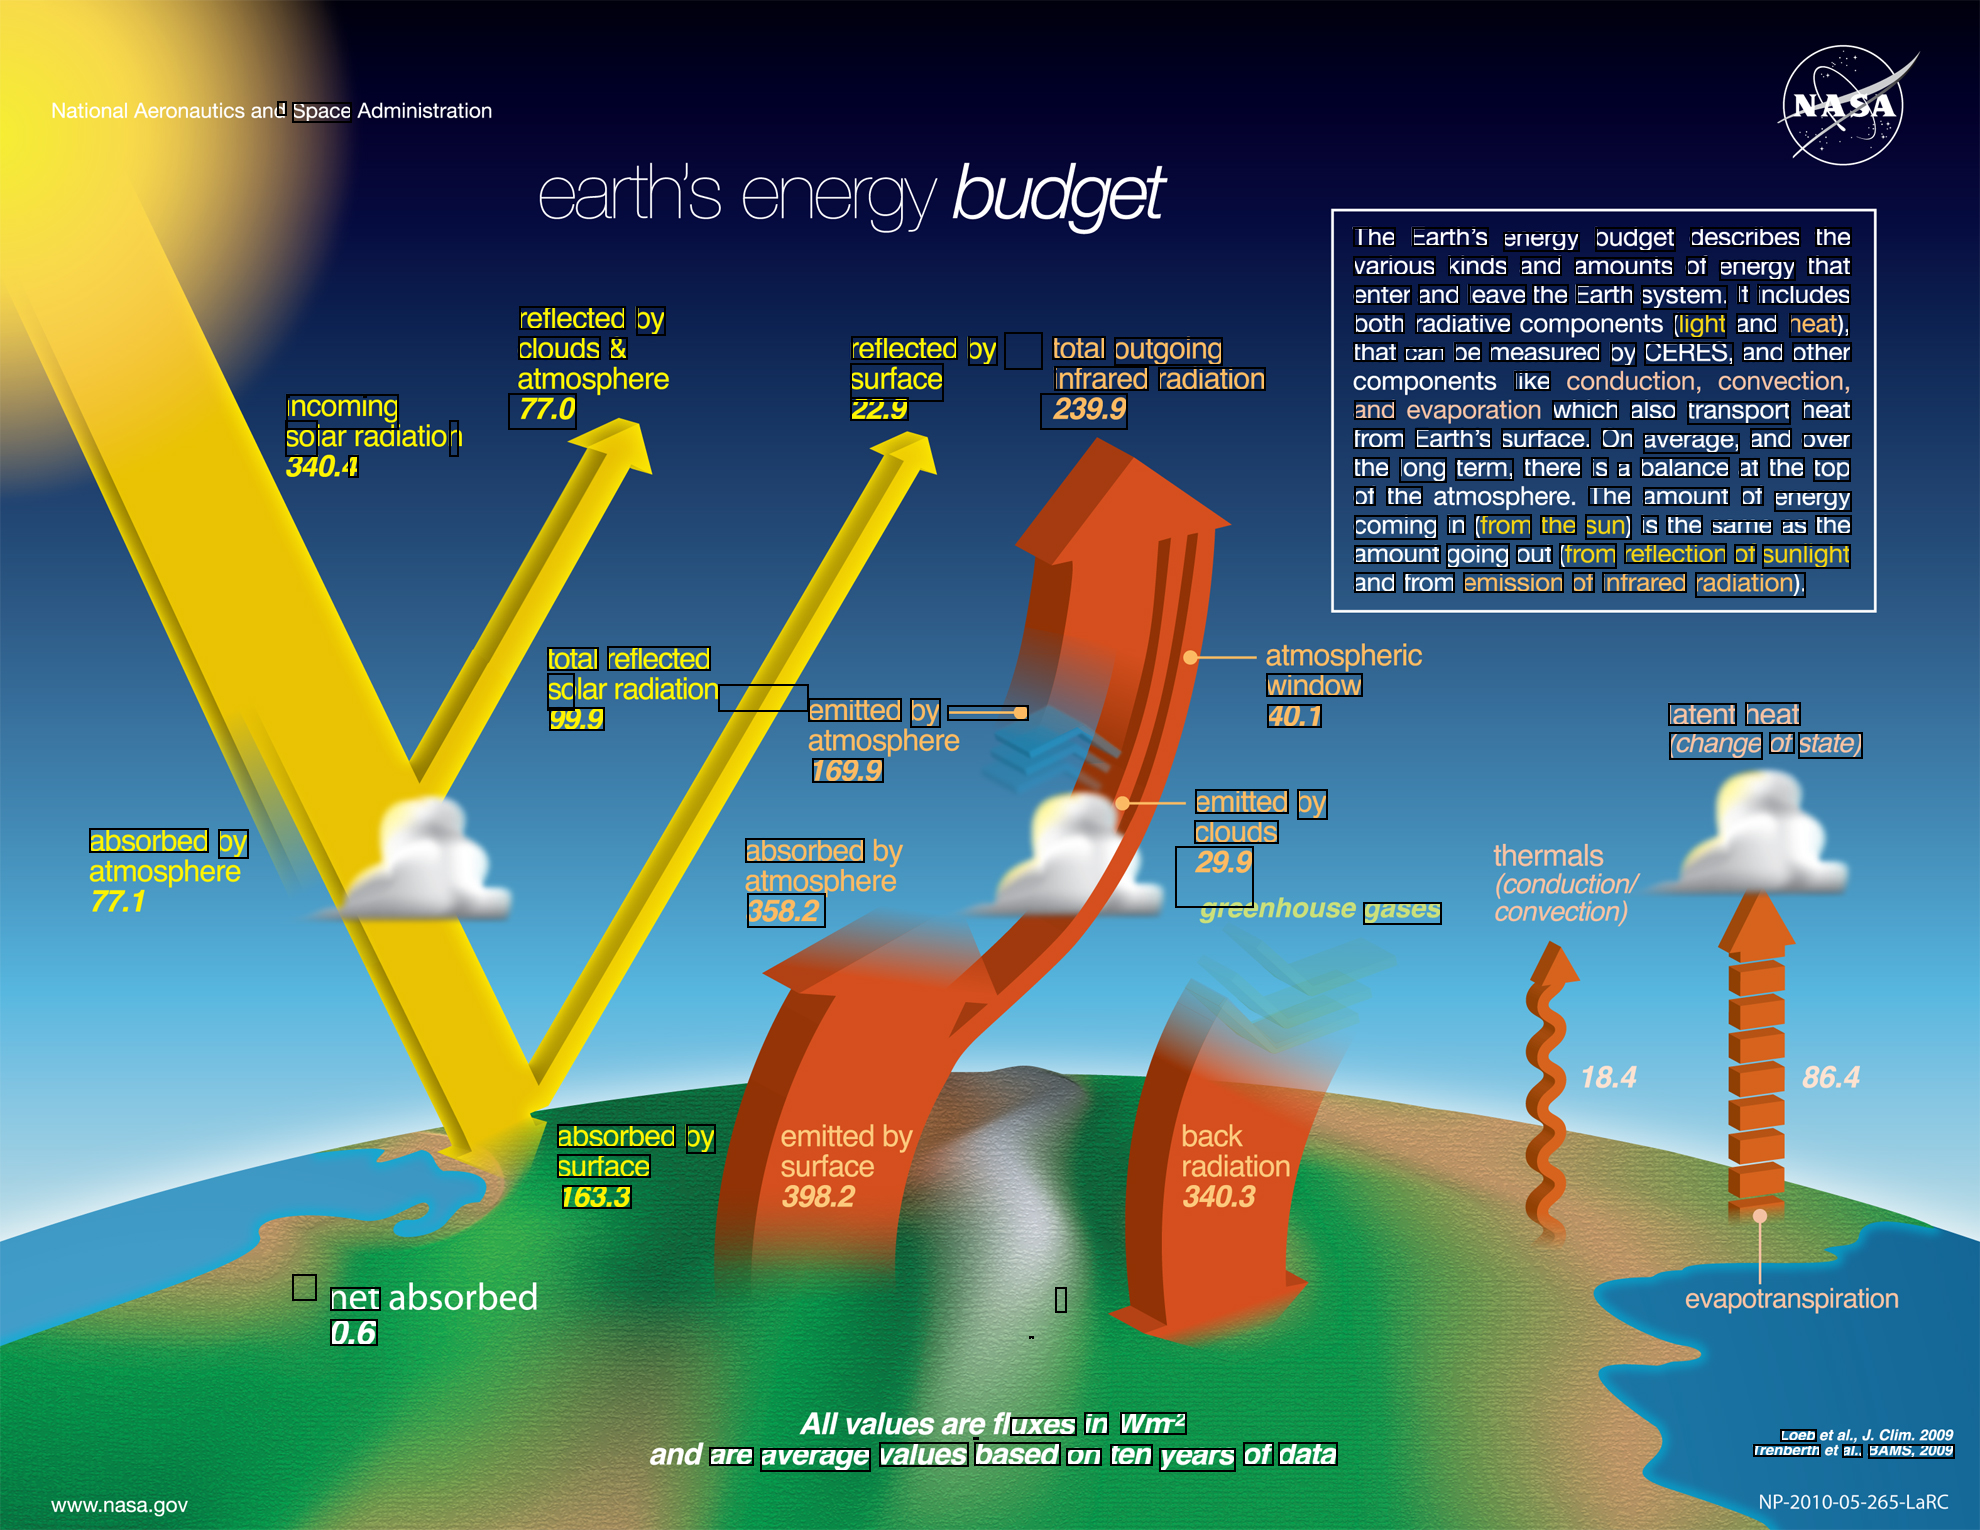 National Aeronautics and Space Administration
NASA
earth's energy budget
The Earth's energy budget describes the
various kinds and amounts of energy that
enter and leave the Earth system. It includes
both radiative components (light and heat),
that can be measured by CERES, and other
components like conduction, convection,
and evaporation which also transport heat
from Earth's surface. On average, and over
the long term, there is a balance at the top
of the atmosphere. The amount of energy
coming in (from the sun) is the same as the
amount going out (from reflection of sunlight
and from emission of infrared radiation).
incoming
solar radiation
340.4
reflected by
clouds &
atmosphere
77.0
reflected by
surface
22.9
total outgoing
infrared radiation
239.9
total reflected
solar radiation
99.9
emitted by
atmosphere
169.9
atmospheric
window
40.1
latent heat
(change of state)
absorbed by
atmosphere
77.1
absorbed by
atmosphere
358.2
emitted by
clouds
29.9
greenhouse gases
thermals
(conduction/
convection)
18.4
86.4
absorbed by
surface
163.3
emitted by
surface
398.2
back
radiation
340.3
evapotranspiration
net absorbed
0.6
All values are fluxes in Wm-2
and are average values based on ten years of data
Loeb et al., J. Clim. 2009
Trenberth et al., BAMS, 2009
www.nasa.gov
NP-2010-05-265-LaRC